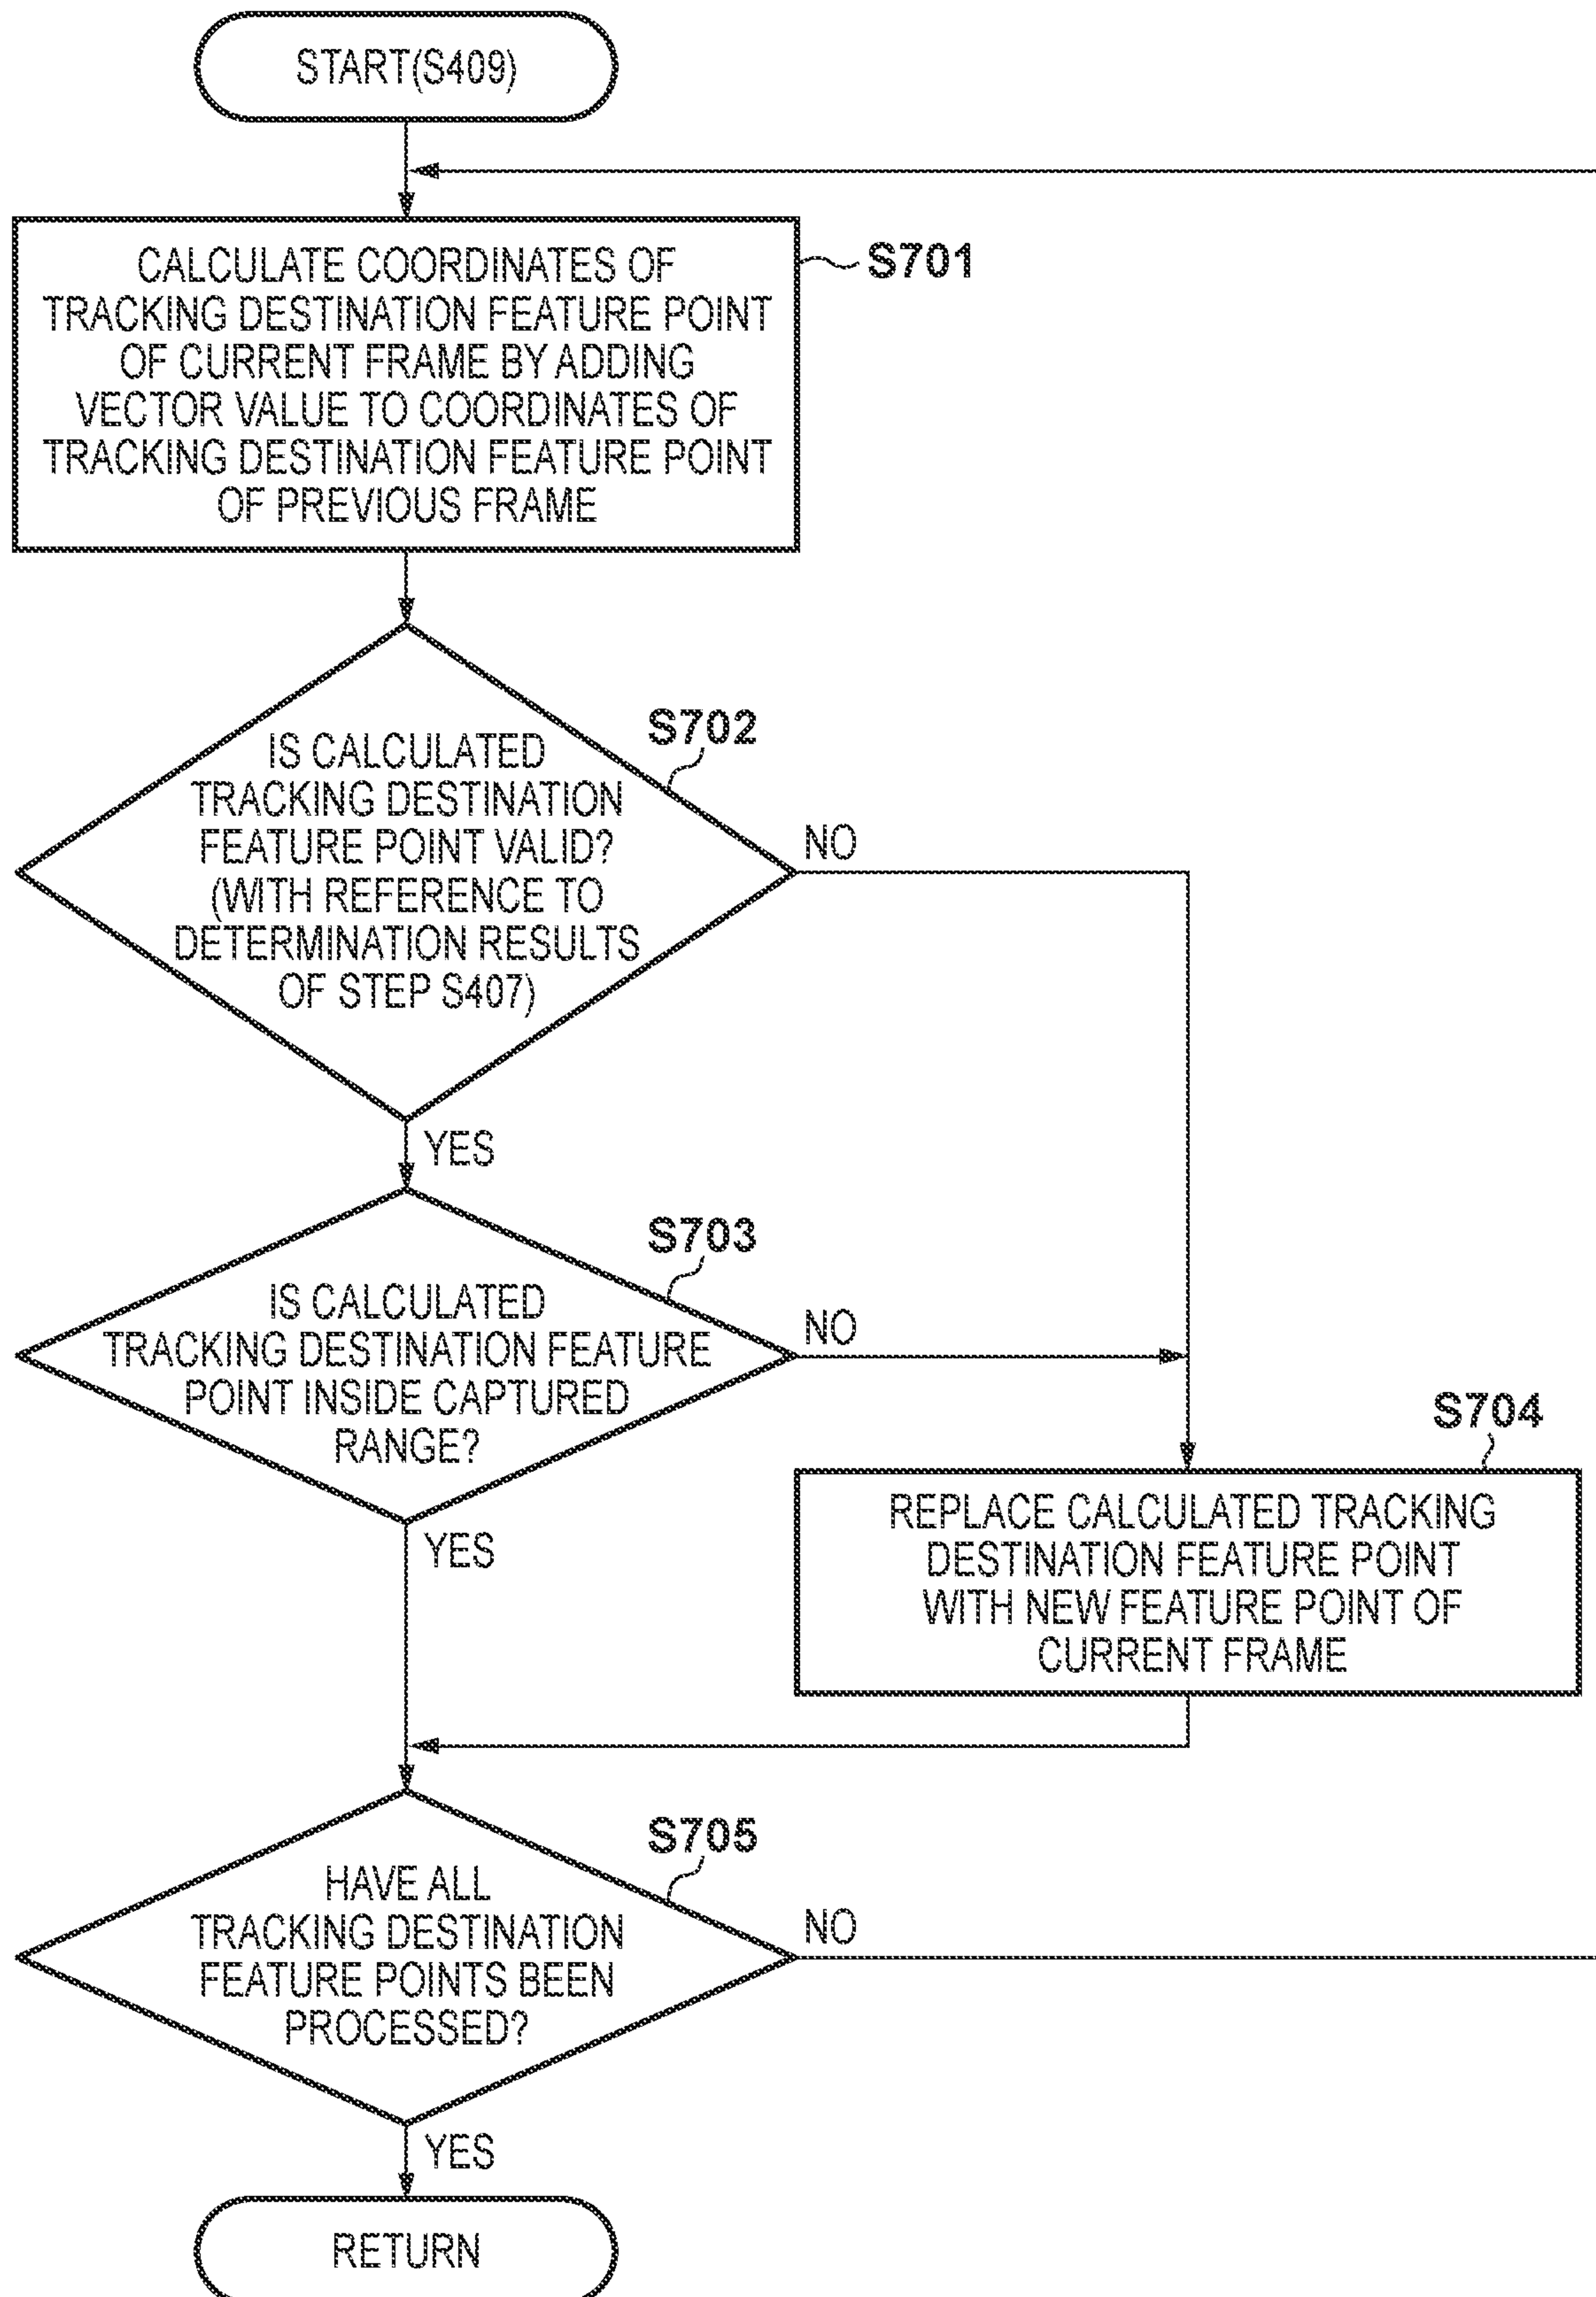 START(S409)
CALCULATE COORDINATES OF
TRACKING DESTINATION FEATURE POINT
OF CURRENT FRAME BY ADDING
VECTOR VALUE TO COORDINATES OF
TRACKING DESTINATION FEATURE POINT
OF PREVIOUS FRAME
S701
S702
IS CALCULATED
TRACKING DESTINATION
FEATURE POINT VALID?
(WITH REFERENCE TO
DETERMINATION RESULTS
OF STEP S407)
NO
YES
S703
IS CALCULATED
TRACKING DESTINATION FEATURE
POINT INSIDE CAPTURED
RANGE?
NO
YES
S704
REPLACE CALCULATED TRACKING
DESTINATION FEATURE POINT
WITH NEW FEATURE POINT OF
CURRENT FRAME
S705
HAVE ALL
TRACKING DESTINATION
FEATURE POINTS BEEN
PROCESSED?
NO
YES
RETURN